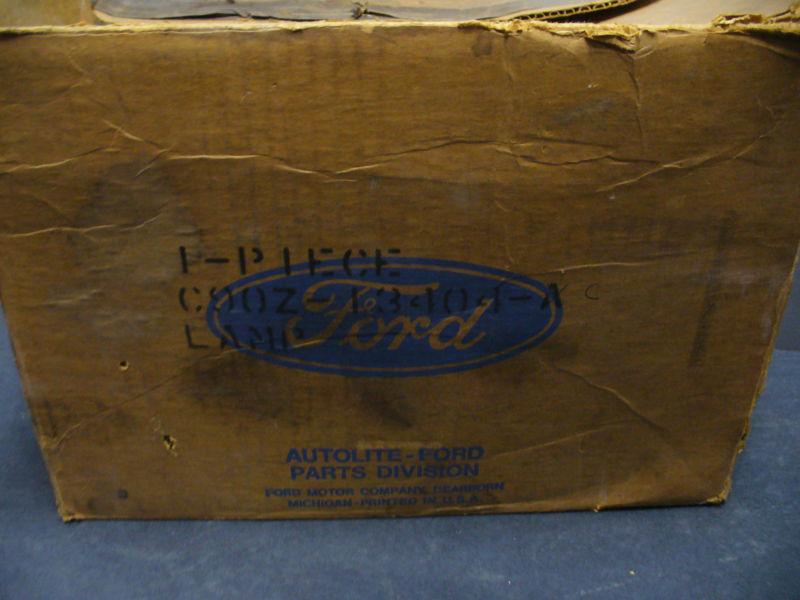 1-PIECE
C9OZ-13404-A C
LAMP
Ford
AUTOLITE-FORD
PARTS DIVISION
FORD MOTOR COMPANY, DEARBORN
MICHIGAN-PRINTED IN U.S.A.